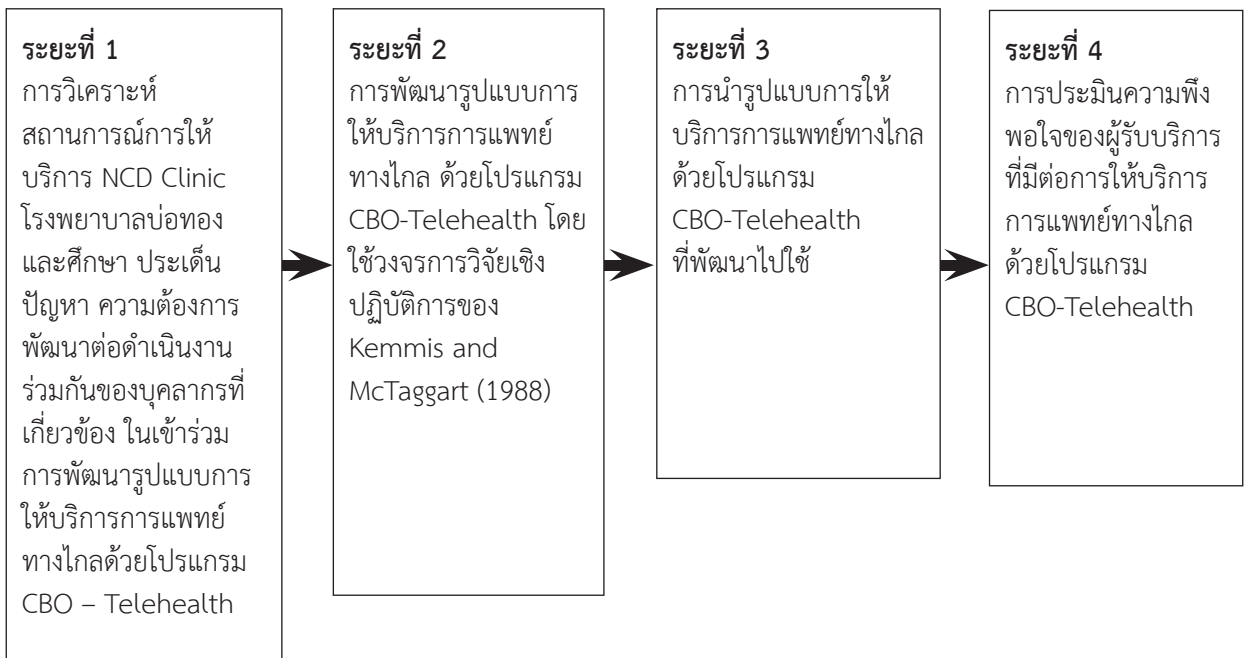 ระยะที่ 1
การวิเคราะห์
สถานการณ์การให้
บริการ NCD Clinic
โรงพยาบาลบ่อทอง
และศึกษา ประเด็น
ปัญหา ความต้องการ
พัฒนาต่อดำเนินงาน
ร่วมกันของบุคลากรที่
เกี่ยวข้อง ในเข้าร่วม
การพัฒนารูปแบบการ
ให้บริการการแพทย์
ทางไกลด้วยโปรแกรม
CBO – Telehealth
ระยะที่ 2
การพัฒนารูปแบบการ
ให้บริการการแพทย์
ทางไกล ด้วยโปรแกรม
CBO-Telehealth โดย
ใช้วงจรการวิจัยเชิง
ปฏิบัติการของ
Kemmis and
McTaggart (1988)
ระยะที่ 3
การนำรูปแบบการให้
บริการการแพทย์ทางไกล
ด้วยโปรแกรม
CBO-Telehealth
ที่พัฒนาไปใช้
ระยะที่ 4
การประมินความพึง
พอใจของผู้รับบริการ
ที่มีต่อการให้บริการ
การแพทย์ทางไกล
ด้วยโปรแกรม
CBO-Telehealth